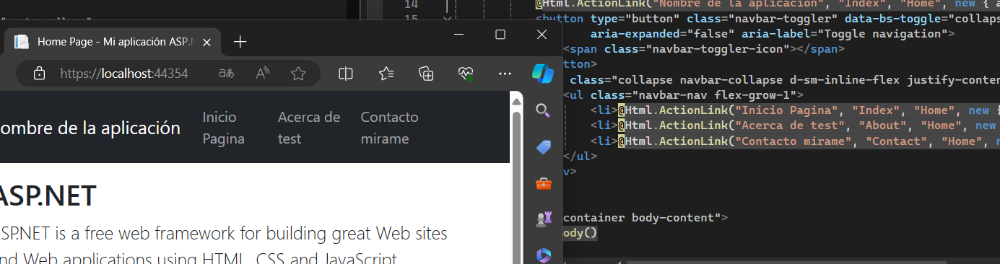 14
@Html.ActionLink("Nombre de la aplicación", "Index", "Home", new { a
15
<button type="button" class="navbar-toggler" data-bs-toggle="collaps
aria-expanded="false" aria-label="Toggle navigation">
<span class="navbar-toggler-icon"></span>
tton>
class="collapse navbar-collapse d-sm-inline-flex justify-conten
<ul class="navbar-nav flex-grow-1">
<li>@Html.ActionLink("Inicio Pagina", "Index", "Home", new {
<li>@Html.ActionLink("Acerca de test", "About", "Home", new
<li>@Html.ActionLink("Contacto mirame", "Contact", "Home", n
</ul>
v>
container body-content">
ody()
Home Page - Mi aplicación ASP.N
https://localhost:44354
ombre de la aplicación
Inicio
Pagina
Acerca de
test
Contacto
mirame
ASP.NET
ASP.NET is a free web framework for building great Web sites
nd Web applications using HTML, CSS and JavaScript